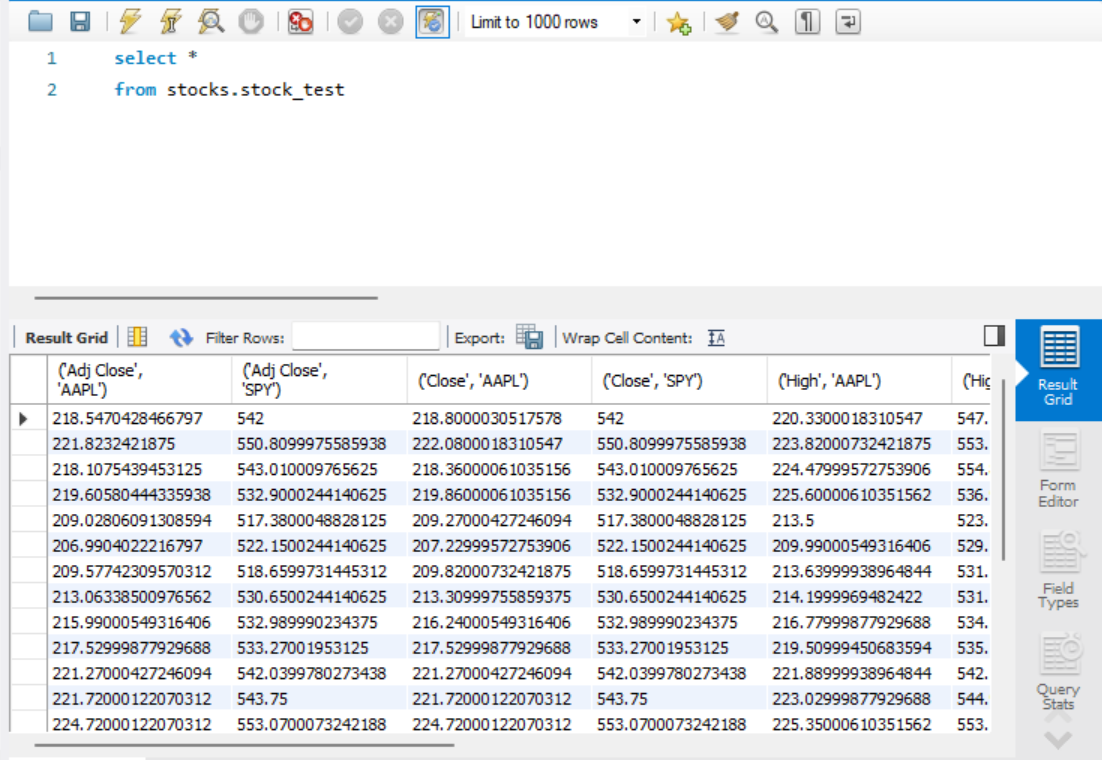 Limit to 1000 rows
1 select *
2 from stocks.stock_test
Result Grid Filter Rows: Export: Wrap Cell Content:
('Adj Close', 'AAPL') ('Adj Close', 'SPY') ('Close', 'AAPL') ('Close', 'SPY') ('High', 'AAPL') ('Hig
218.5470428466797 542 218.8000030517578 542 220.3300018310547 547.
221.8232421875 550.8099975585938 222.0800018310547 550.8099975585938 223.82000732421875 553.
218.1075439453125 543.010009765625 218.36000061035156 543.010009765625 224.47999572753906 554.
219.60580444335938 532.9000244140625 219.86000061035156 532.9000244140625 225.60000610351562 536.
209.02806091308594 517.3800048828125 209.27000427246094 517.3800048828125 213.5 523.
206.9904022216797 522.1500244140625 207.22999572753906 522.1500244140625 209.99000549316406 529.
209.57742309570312 518.6599731445312 209.82000732421875 518.6599731445312 213.63999938964844 531.
213.06338500976562 530.6500244140625 213.30999755859375 530.6500244140625 214.1999969482422 531.
215.99000549316406 532.989990234375 216.24000549316406 532.989990234375 216.77999877929688 534.
217.52999877929688 533.27001953125 217.52999877929688 533.27001953125 219.50999450683594 535.
221.27000427246094 542.0399780273438 221.27000427246094 542.0399780273438 221.88999938964844 542.
221.72000122070312 543.75 221.72000122070312 543.75 223.02999877929688 544.
224.72000122070312 553.0700073242188 224.72000122070312 553.0700073242188 225.35000610351562 553.
Result
Grid
Form
Editor
Field
Types
Query
Stats